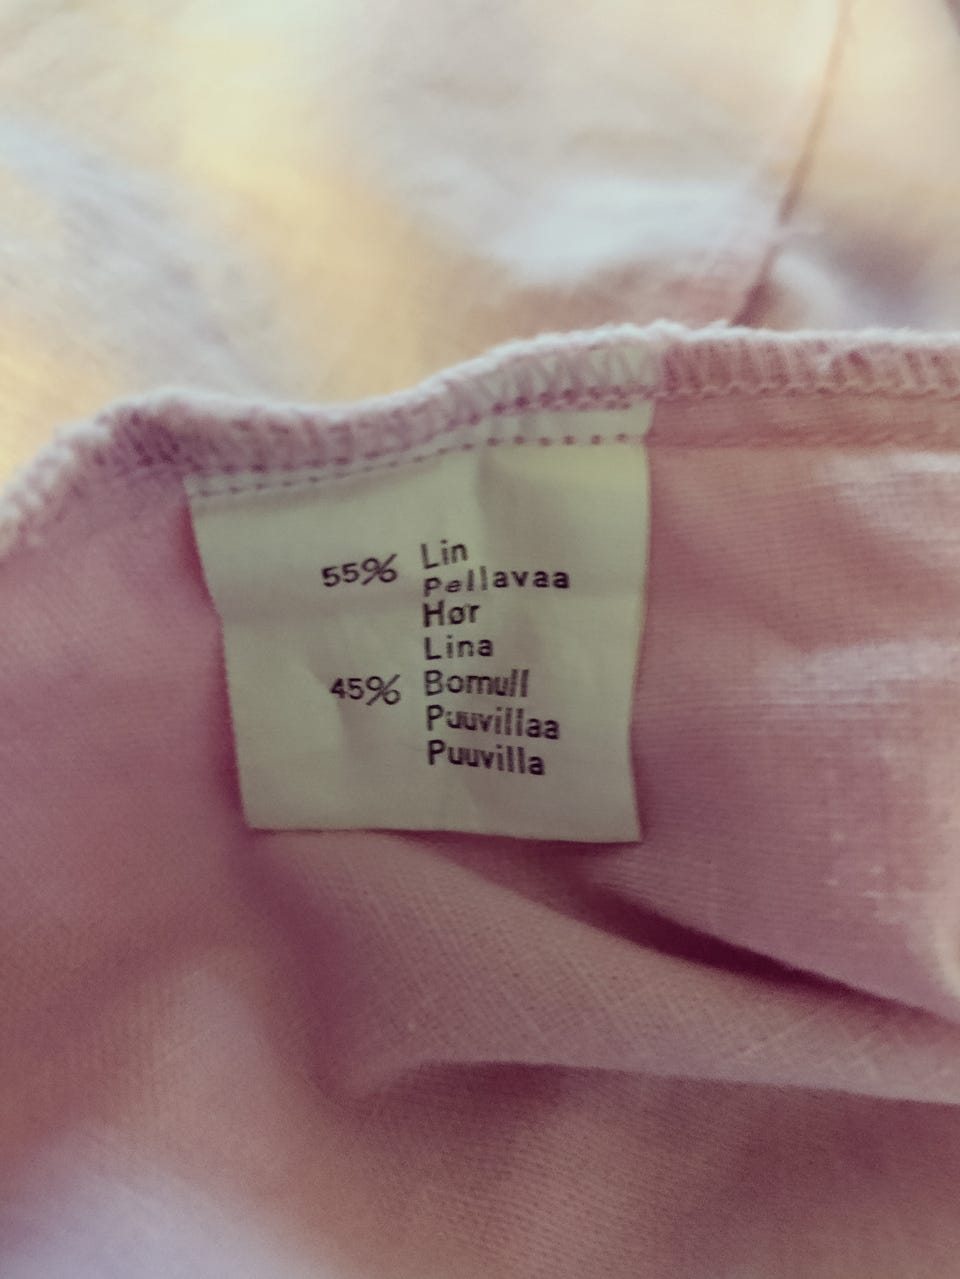 55% Lin
Pellavaa
Hør
Lina
45% Bomull
Puuvillaa
Puuvilla